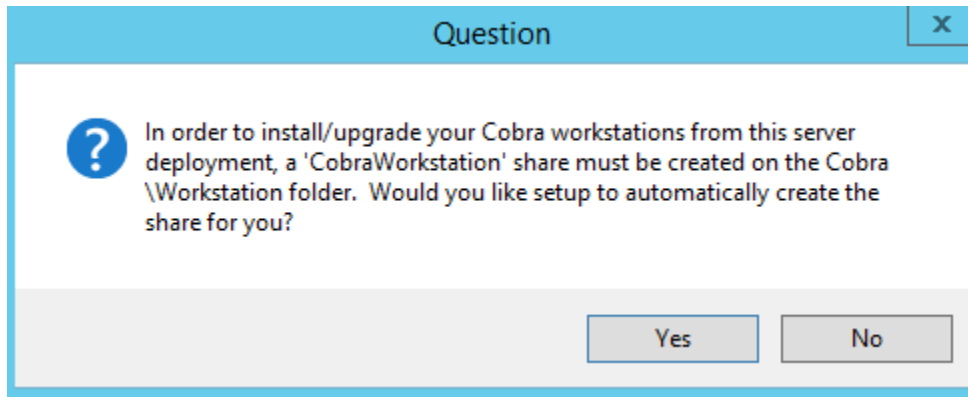 Question
x
In order to install/upgrade your Cobra workstations from this server
deployment, a 'CobraWorkstation' share must be created on the Cobra
\Workstation folder.  Would you like setup to automatically create the
share for you?
Yes
No